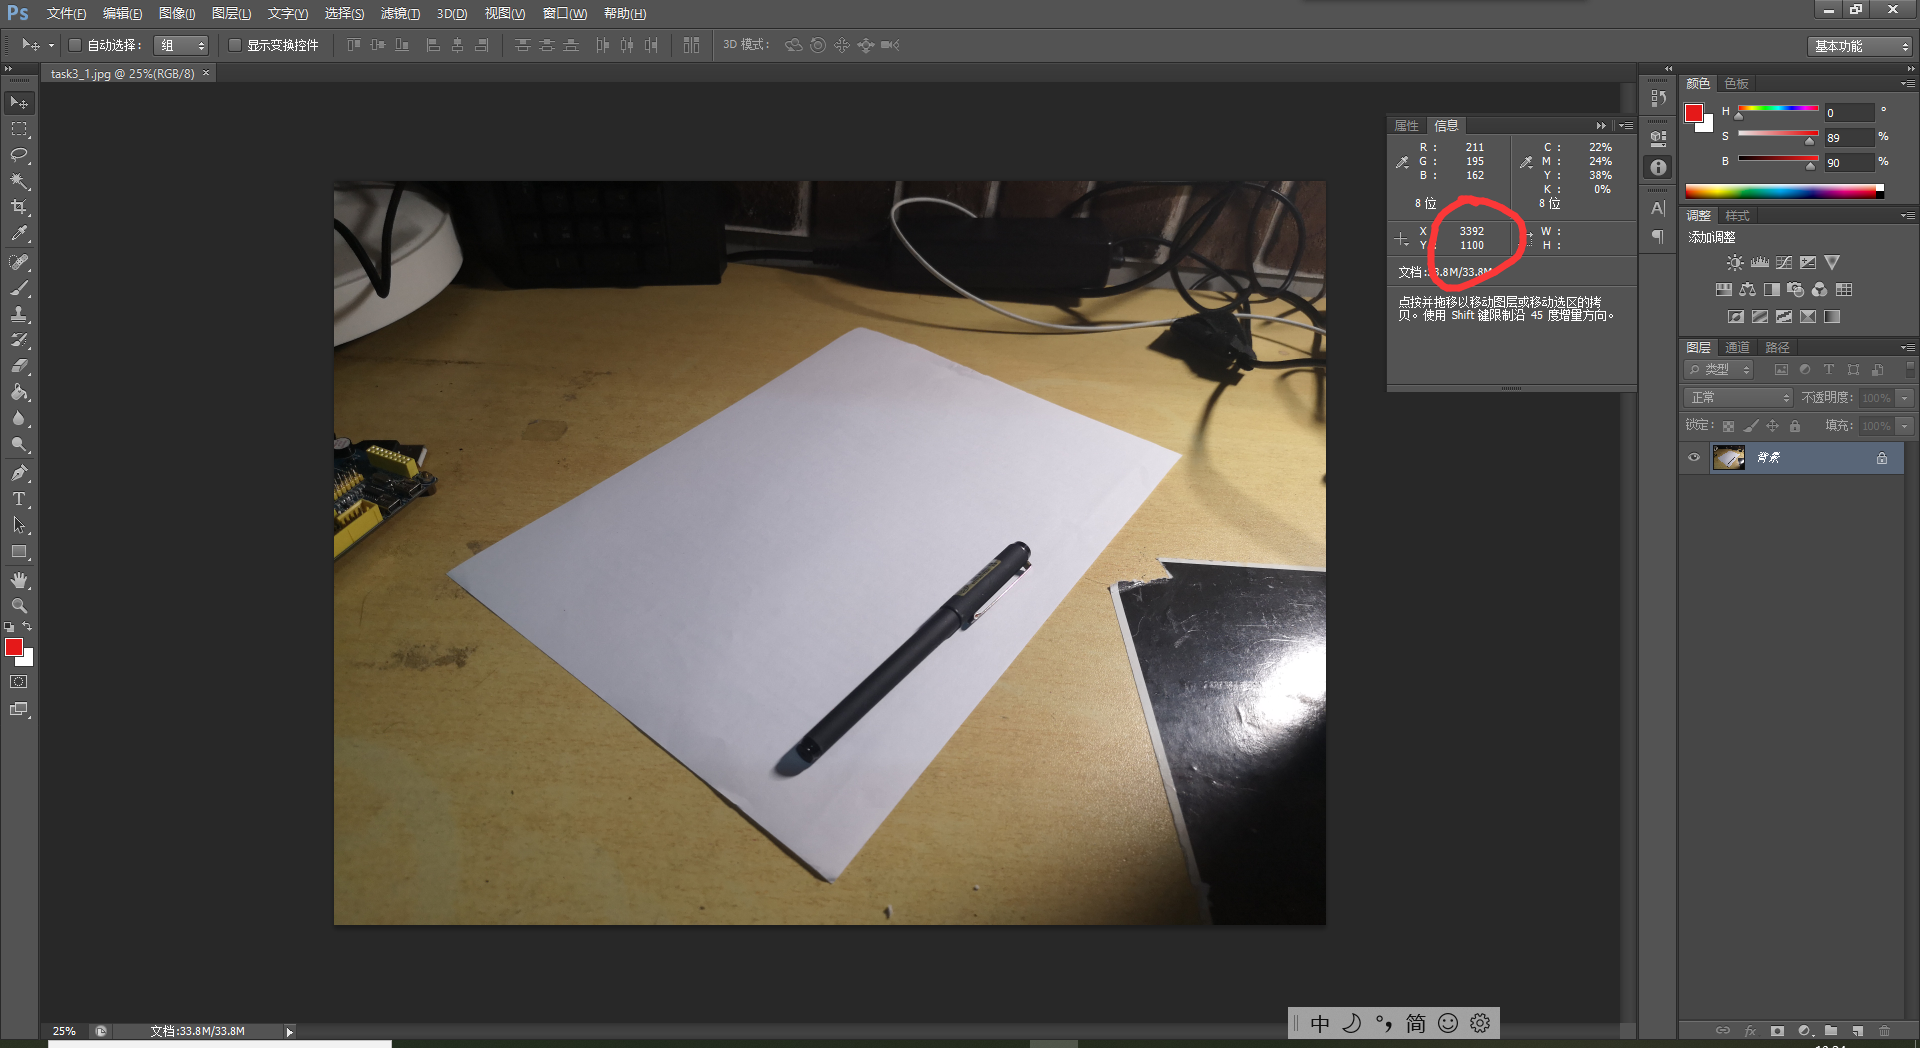 Ps 文件(F) 编辑(E) 图像(I) 图层(L) 文字(Y) 选择(S) 滤镜(T) 3D(D) 视图(V) 窗口(W) 帮助(H)
自动选择： 组 显示变换控件 3D 模式： 基本功能
task3_1.jpg @ 25%(RGB/8) ×
颜色 色板
H 0 °
S 89 %
B 90 %
属性 信息
R : 211 C : 22%
G : 195 M : 24%
B : 162 Y : 38%
K : 0%
8 位 8 位
X 3392 W :
Y 1100 H :
文档:33.8M/33.8M
点按并拖移以移动图层或移动选区的拷
贝。使用 Shift 键限制沿 45 度增量方向。
调整 样式
添加调整
图层 通道 路径
类型
正常 不透明度: 100%
锁定: 填充: 100%
背景
25% 文档:33.8M/33.8M
中 °, 简